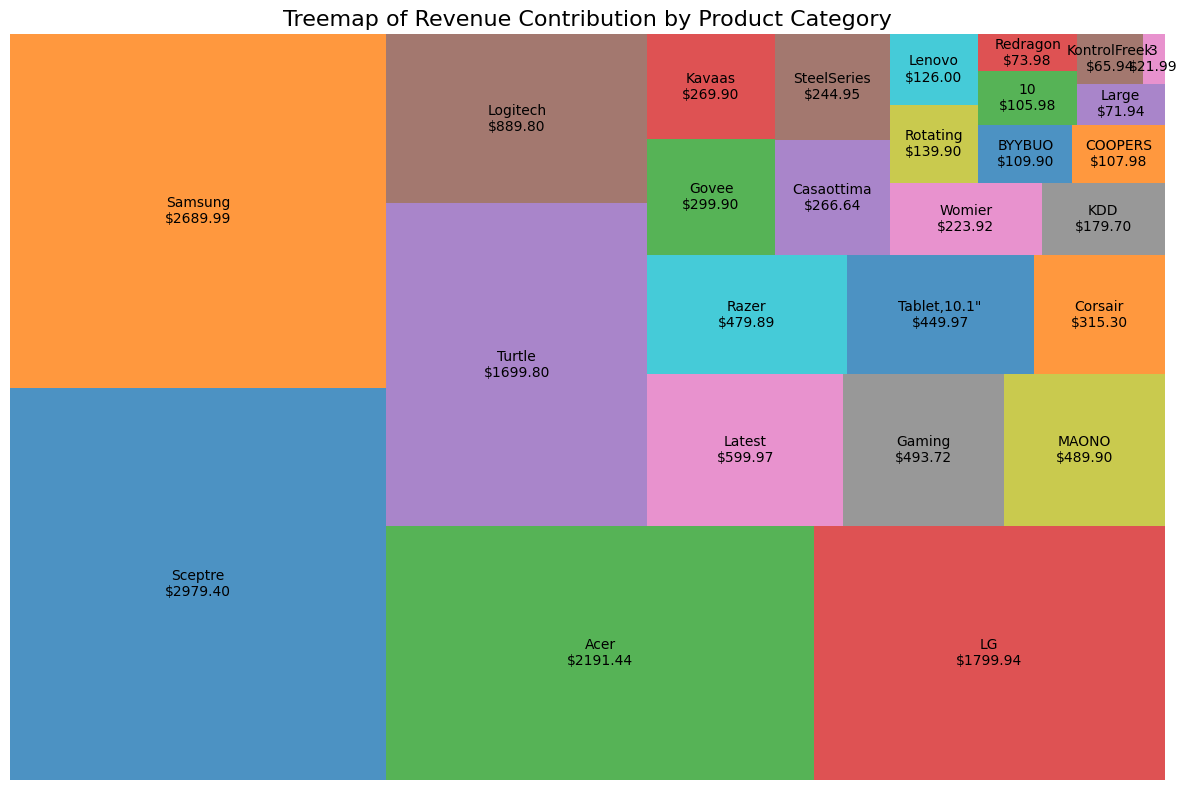 Treemap of Revenue Contribution by Product Category
Samsung
$2689.99
Sceptre
$2979.40
Logitech
$889.80
Turtle
$1699.80
Acer
$2191.44
LG
$1799.94
Kavaas
$269.90
Govee
$299.90
SteelSeries
$244.95
Casaottima
$266.64
Lenovo
$126.00
Rotating
$139.90
Redragon
$73.98
10
$105.98
KontrolFreek
$65.94
3
$21.99
Large
$71.94
BYYBUO
$109.90
COOPERS
$107.98
Womier
$223.92
KDD
$179.70
Razer
$479.89
Tablet,10.1"
$449.97
Corsair
$315.30
Latest
$599.97
Gaming
$493.72
MAONO
$489.90